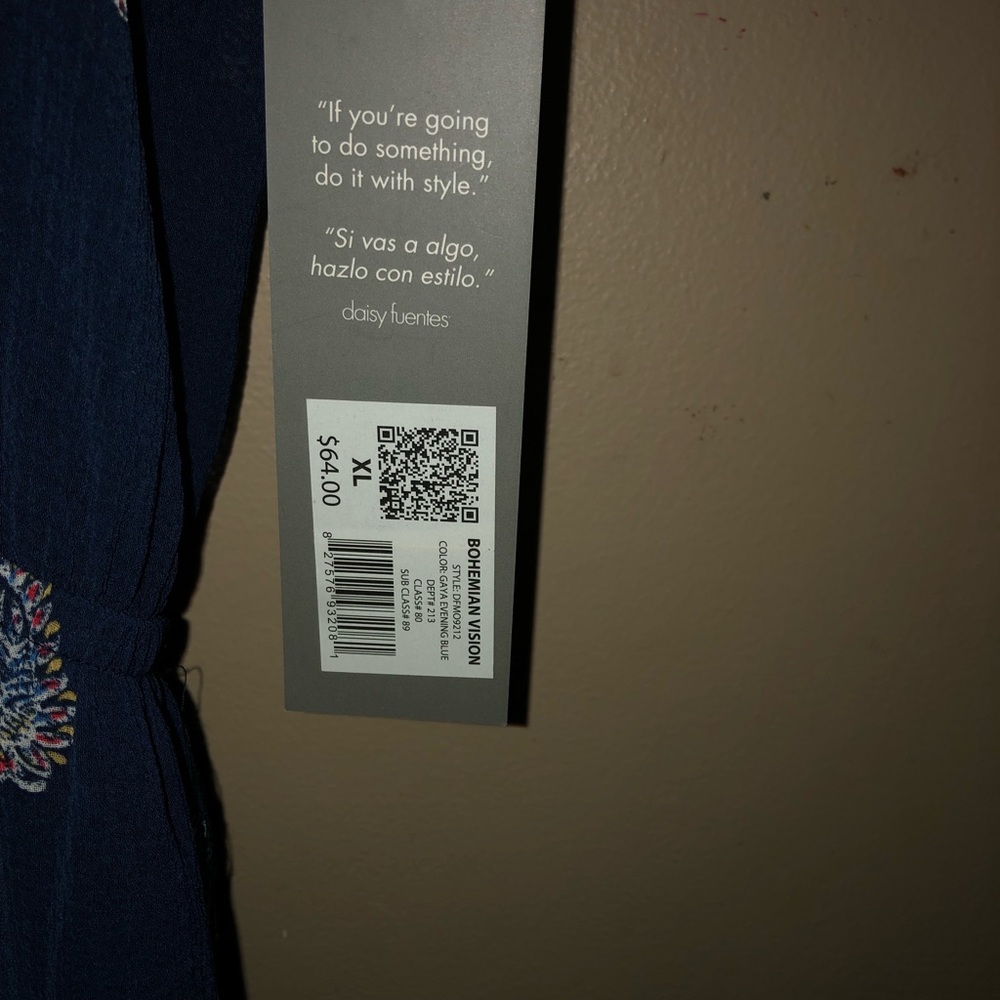 “If you’re going
to do something,
do it with style.”
“Si vas a algo,
hazlo con estilo.”
daisy fuentes
BOHEMIAN VISION
STYLE: DFMO9212
COLOR: GAYA EVENING BLUE
DEPT# 213
CLASS# 80
SUB CLASS# 89
XL
$64.00
8 27576 93208 1